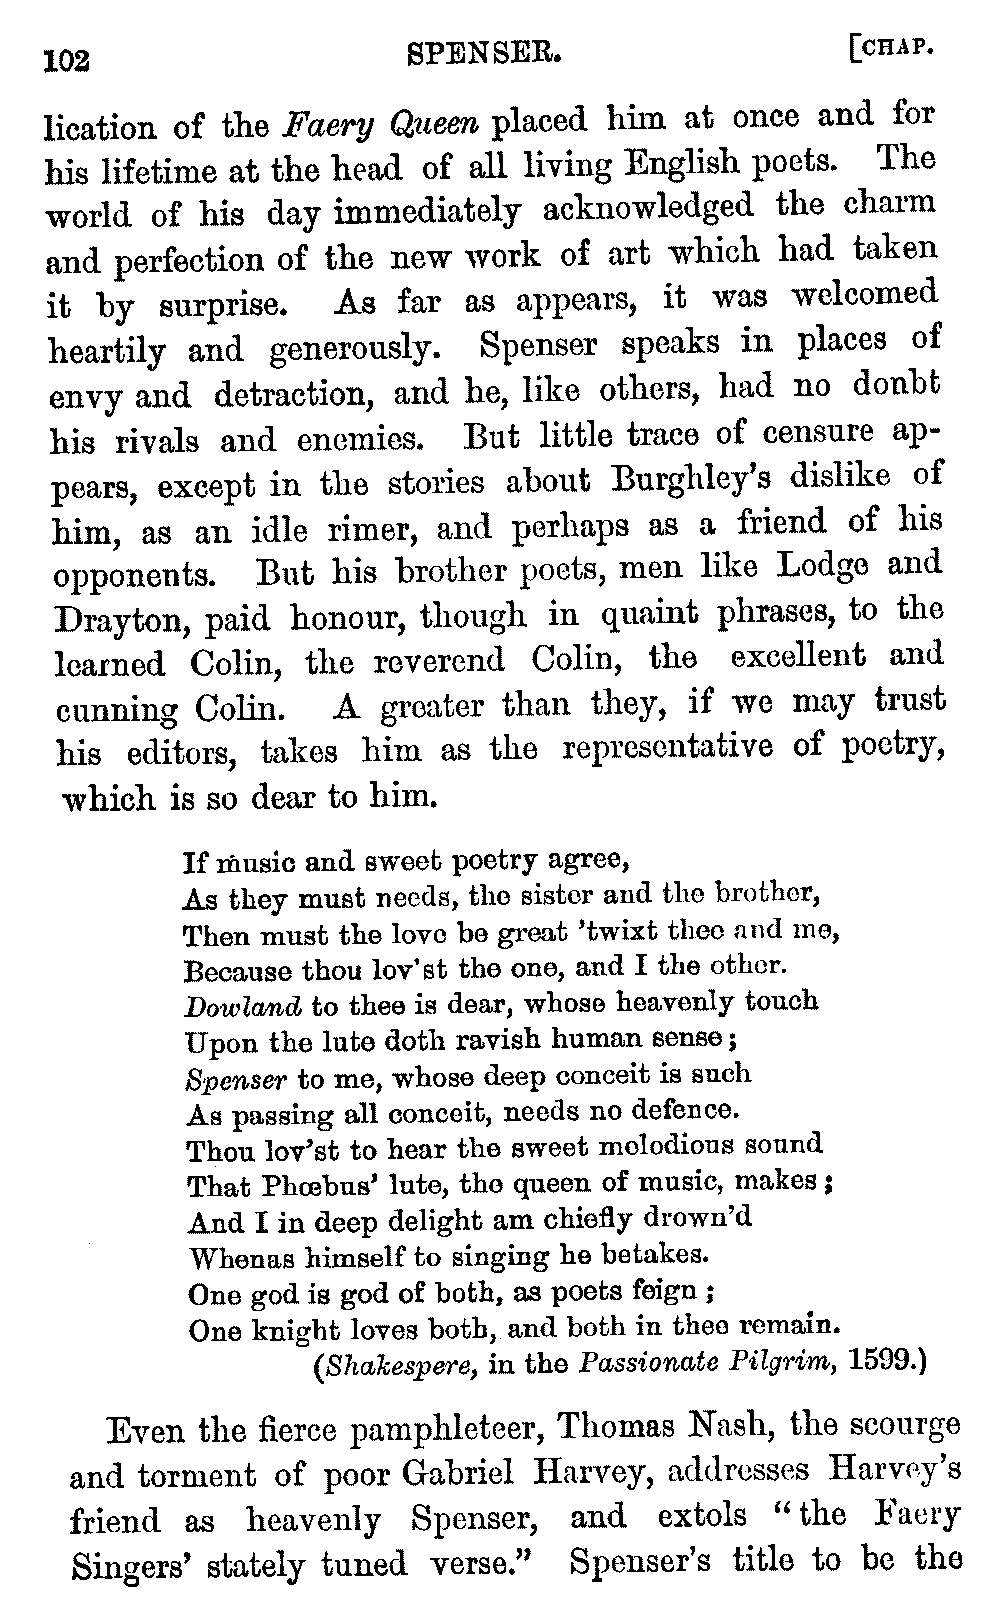 102 SPENSER. [CHAP.
lication of the Faery Queen placed him at once and for
his lifetime at the head of all living English poets. The
world of his day immediately acknowledged the charm
and perfection of the new work of art which had taken
it by surprise. As far as appears, it was welcomed
heartily and generously. Spenser speaks in places of
envy and detraction, and he, like others, had no doubt
his rivals and enemies. But little trace of censure ap-
pears, except in the stories about Burghley's dislike of
him, as an idle rimer, and perhaps as a friend of his
opponents. But his brother poets, men like Lodge and
Drayton, paid honour, though in quaint phrases, to the
learned Colin, the reverend Colin, the excellent and
cunning Colin. A greater than they, if we may trust
his editors, takes him as the representative of poetry,
which is so dear to him.
If music and sweet poetry agree,
As they must needs, the sister and the brother,
Then must the love be great 'twixt thee and me,
Because thou lov'st the one, and I the other.
Dowland to thee is dear, whose heavenly touch
Upon the lute doth ravish human sense;
Spenser to me, whose deep conceit is such
As passing all conceit, needs no defence.
Thou lov'st to hear the sweet melodious sound
That Phœbus' lute, the queen of music, makes;
And I in deep delight am chiefly drown'd
Whenas himself to singing he betakes.
One god is god of both, as poets feign;
One knight loves both, and both in thee remain.
(Shakespere, in the Passionate Pilgrim, 1599.)
Even the fierce pamphleteer, Thomas Nash, the scourge
and torment of poor Gabriel Harvey, addresses Harvey's
friend as heavenly Spenser, and extols "the Faery
Singers' stately tuned verse." Spenser's title to be the